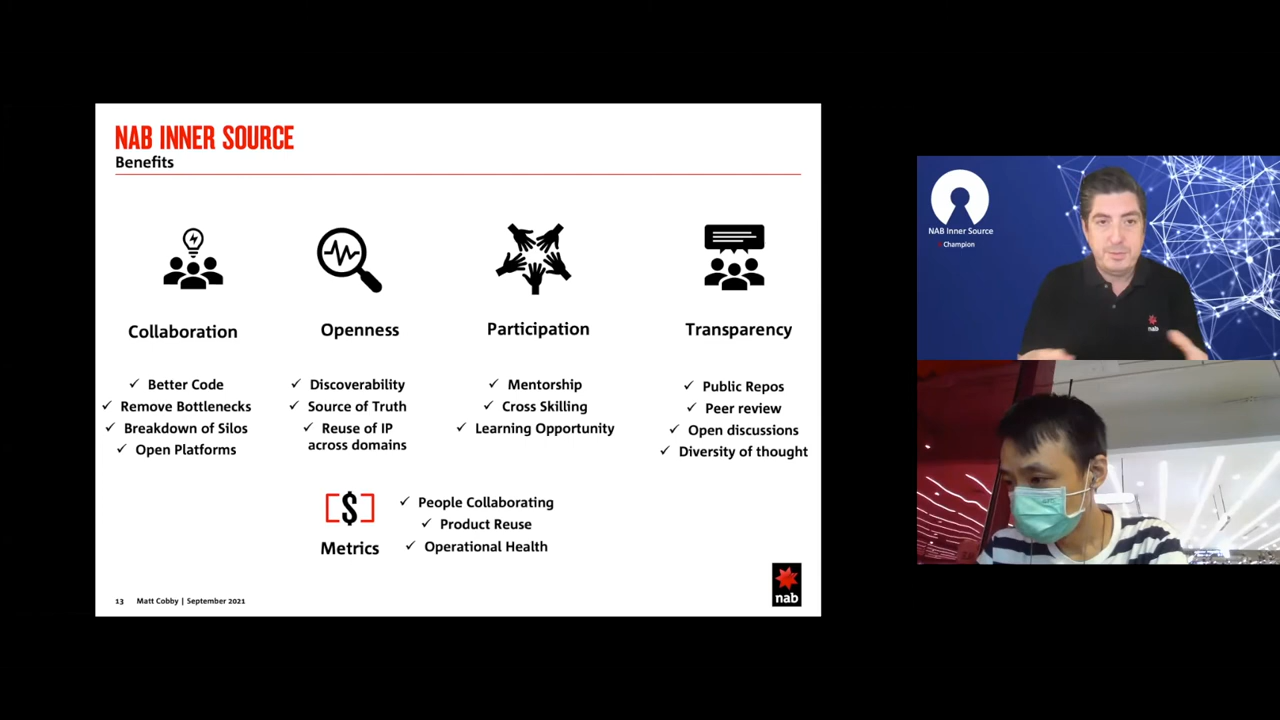 NAB INNER SOURCE
Benefits
Collaboration
✓ Better Code
✓ Remove Bottlenecks
✓ Breakdown of Silos
✓ Open Platforms
Openness
✓ Discoverability
✓ Source of Truth
✓ Reuse of IP
across domains
Participation
✓ Mentorship
✓ Cross Skilling
✓ Learning Opportunity
Transparency
✓ Public Repos
✓ Peer review
✓ Open discussions
✓ Diversity of thought
$
Metrics
✓ People Collaborating
✓ Product Reuse
✓ Operational Health
13 Matt Cobby | September 2021
nab
NAB Inner Source
Champion
nab